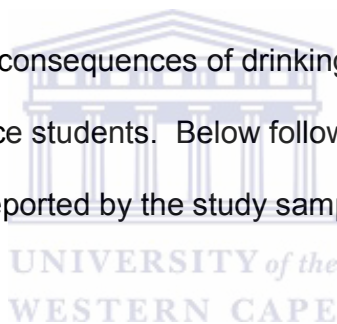 consequences of drinking
ce students. Below follow
eported by the study samp
UNIVERSITY of the
WESTERN CAPE